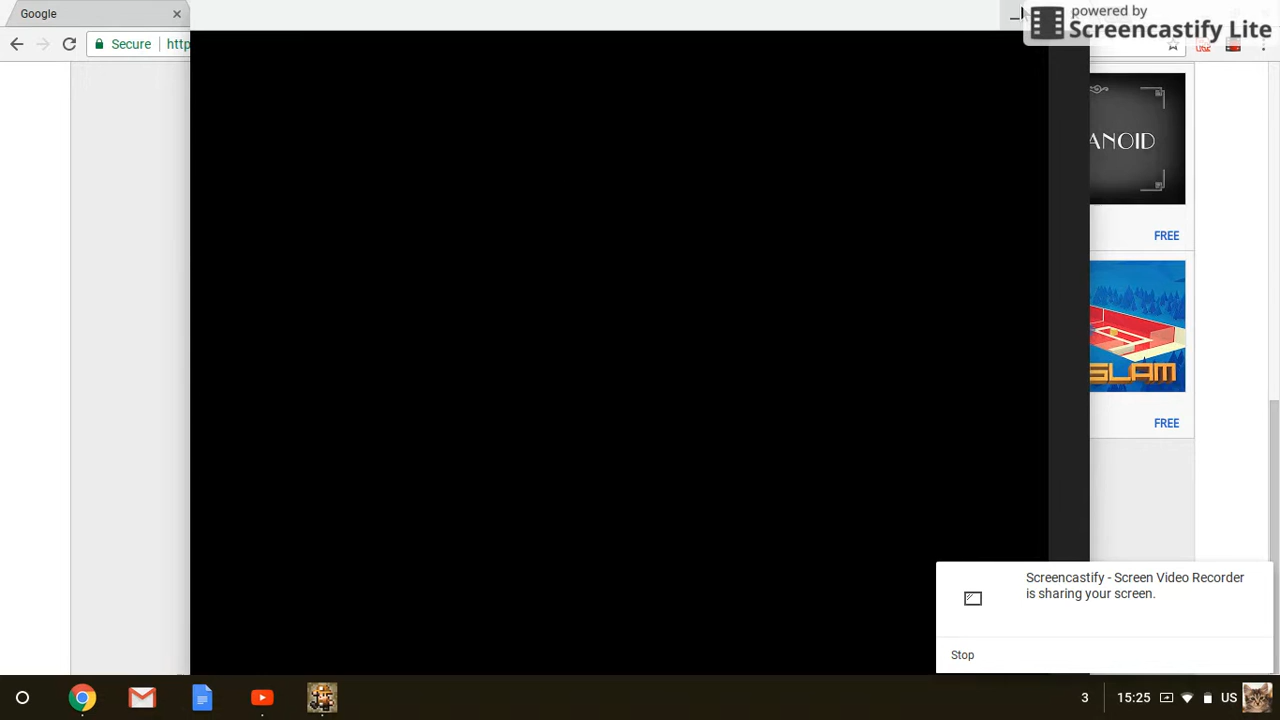 Google
powered by
Screencastify Lite
Secure
http
ANOID
FREE
SLAM
FREE
Screencastify - Screen Video Recorder
is sharing your screen.
Stop
3
15:25
US